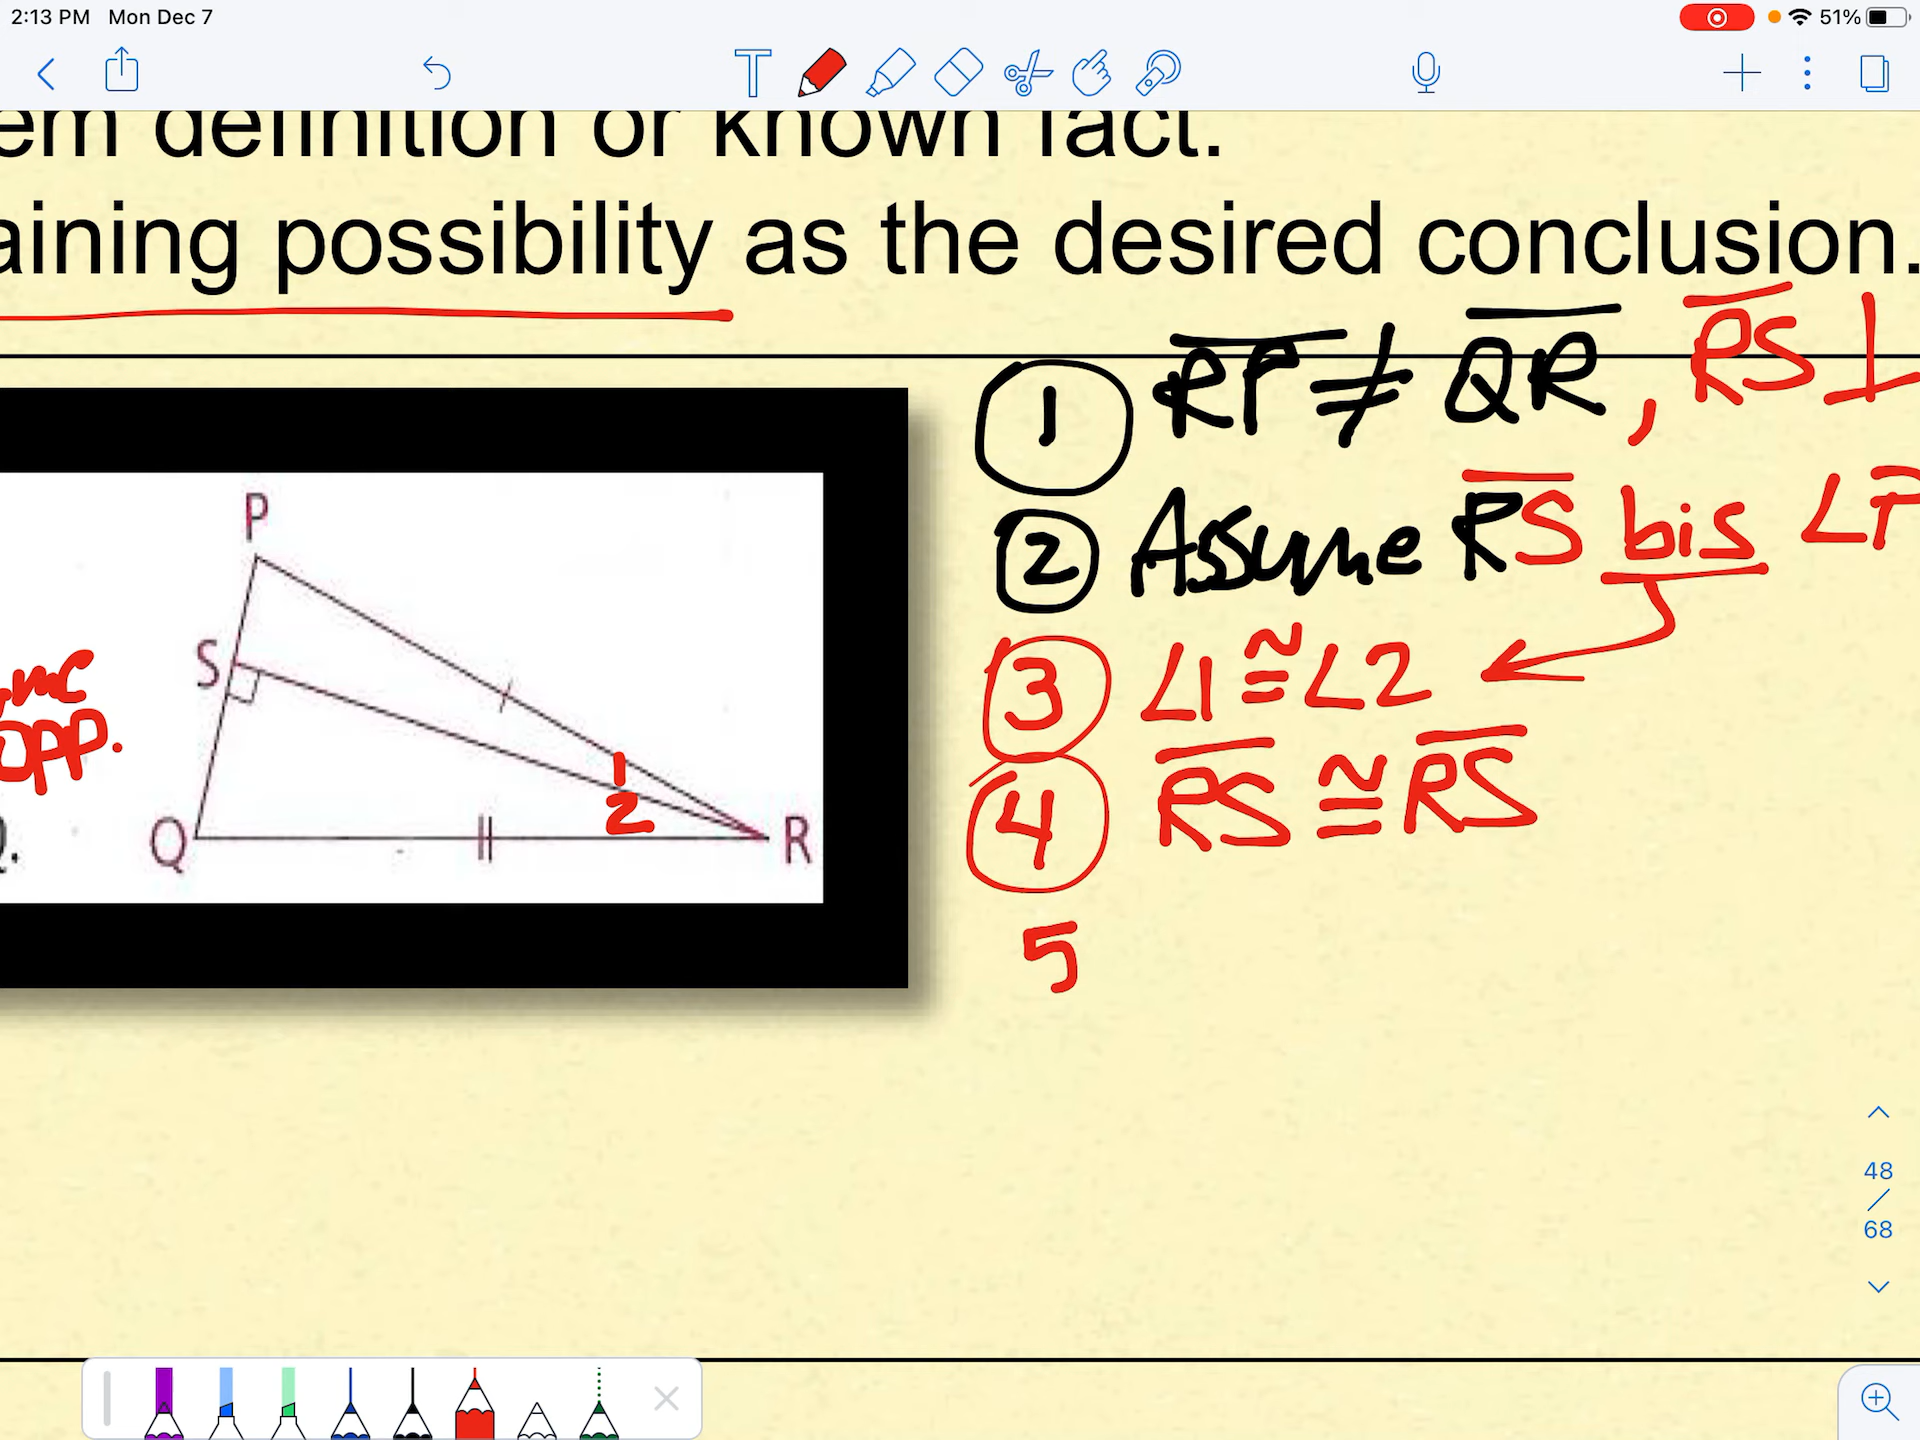 2:13 PM Mon Dec 7
51%
T
em definition or known fact.
aining possibility as the desired conclusion.
1 RP ≠ QR, RS ⊥
2 Assume RS bis ∠P
3 ∠1 ≅ ∠2
4 RS ≅ RS
5
OPP.
P
S
Q
R
1
2
48
/
68